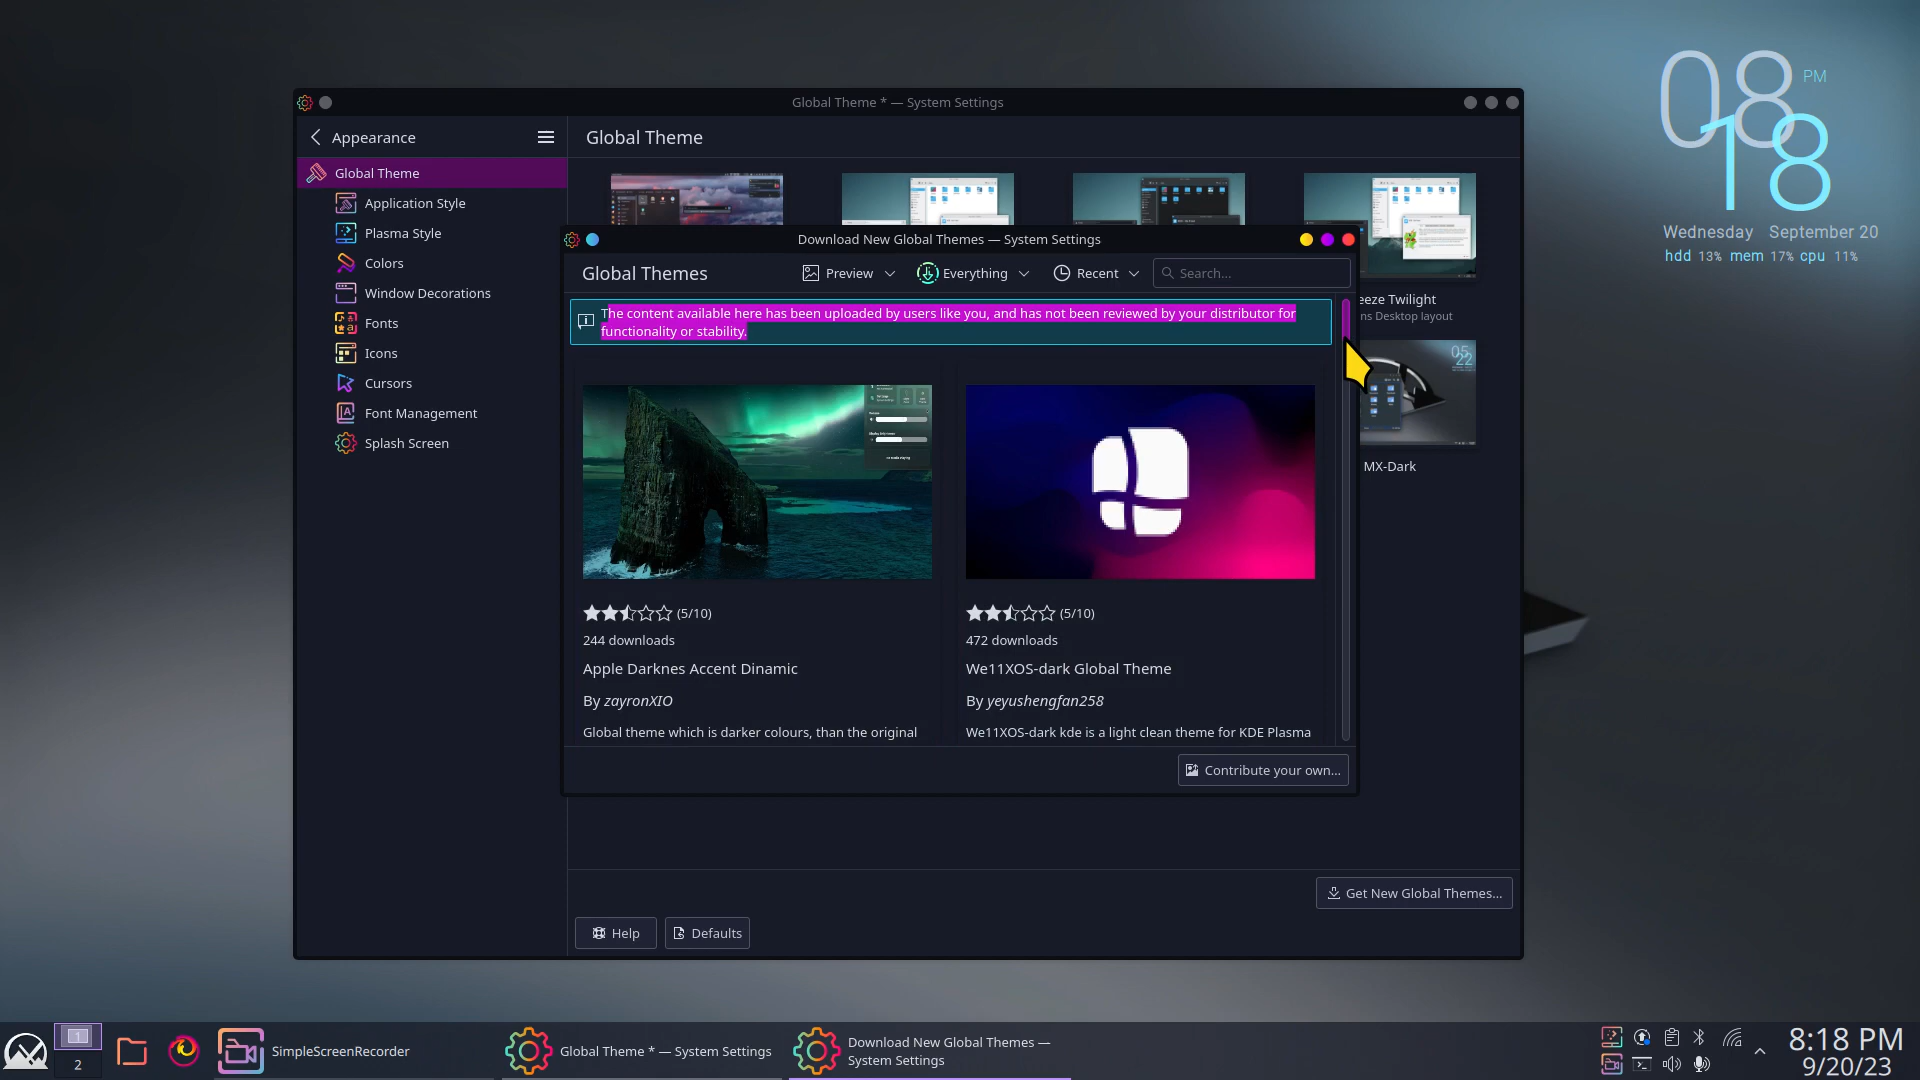 Global Theme * — System Settings
Appearance
Global Theme
Global Theme
Application Style
Plasma Style
Colors
Window Decorations
Fonts
Icons
Cursors
Font Management
Splash Screen
Download New Global Themes — System Settings
Global Themes
Preview
Everything
Recent
Search...
The content available here has been uploaded by users like you, and has not been reviewed by your distributor for
functionality or stability.
(5/10)
244 downloads
Apple Darknes Accent Dinamic
By zayronXIO
Global theme which is darker colours, than the original
(5/10)
472 downloads
We11XOS-dark Global Theme
By yeyushengfan258
We11XOS-dark kde is a light clean theme for KDE Plasma
Contribute your own...
eeze Twilight
ns Desktop layout
05
22
MX-Dark
Get New Global Themes...
Help
Defaults
08 PM
18
Wednesday September 20
hdd 13% mem 17% cpu 11%
1
2
SimpleScreenRecorder
Global Theme * — System Settings
Download New Global Themes —
System Settings
8:18 PM
9/20/23